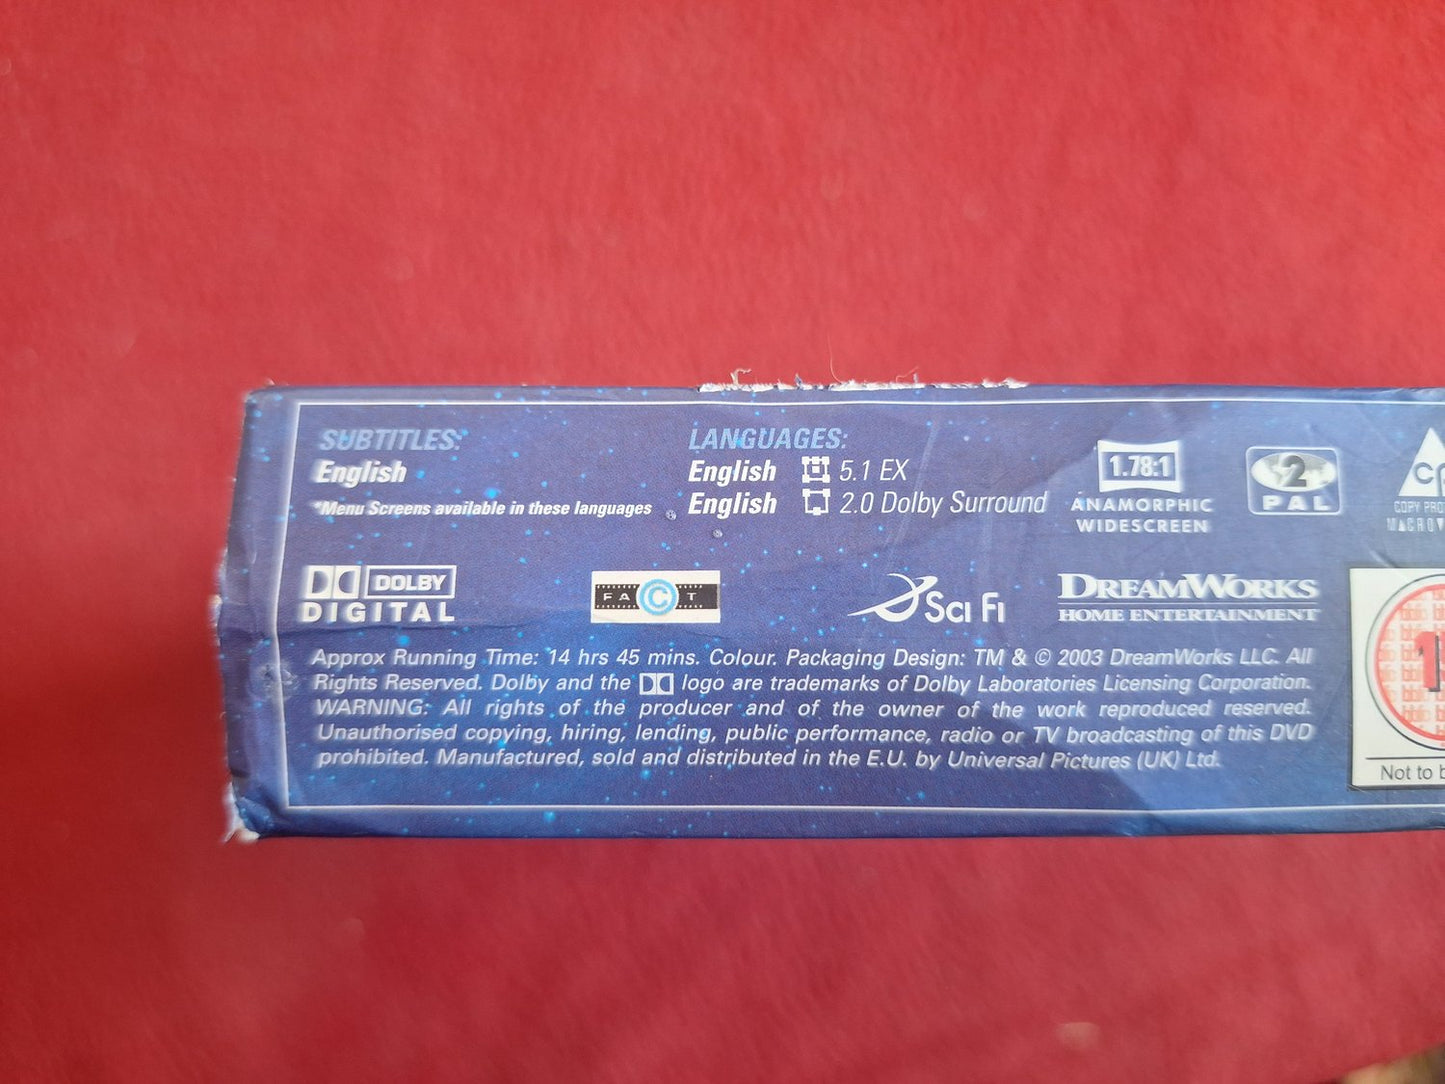 SUBTITLES:
English
*Menu Screens available in these languages
LANGUAGES:
English 5.1 EX
English 2.0 Dolby Surround
1.78:1
ANAMORPHIC
WIDESCREEN
2
PAL
COPY PRO
DOLBY
DIGITAL
FACT
SCI FI
DREAMWORKS
HOME ENTERTAINMENT
Approx Running Time: 14 hrs 45 mins. Colour. Packaging Design: TM & © 2003 DreamWorks LLC. All
Rights Reserved. Dolby and the logo are trademarks of Dolby Laboratories Licensing Corporation.
WARNING: All rights of the producer and of the owner of the work reproduced reserved.
Unauthorised copying, hiring, lending, public performance, radio or TV broadcasting of this DVD
prohibited. Manufactured, sold and distributed in the E.U. by Universal Pictures (UK) Ltd.
Not to b